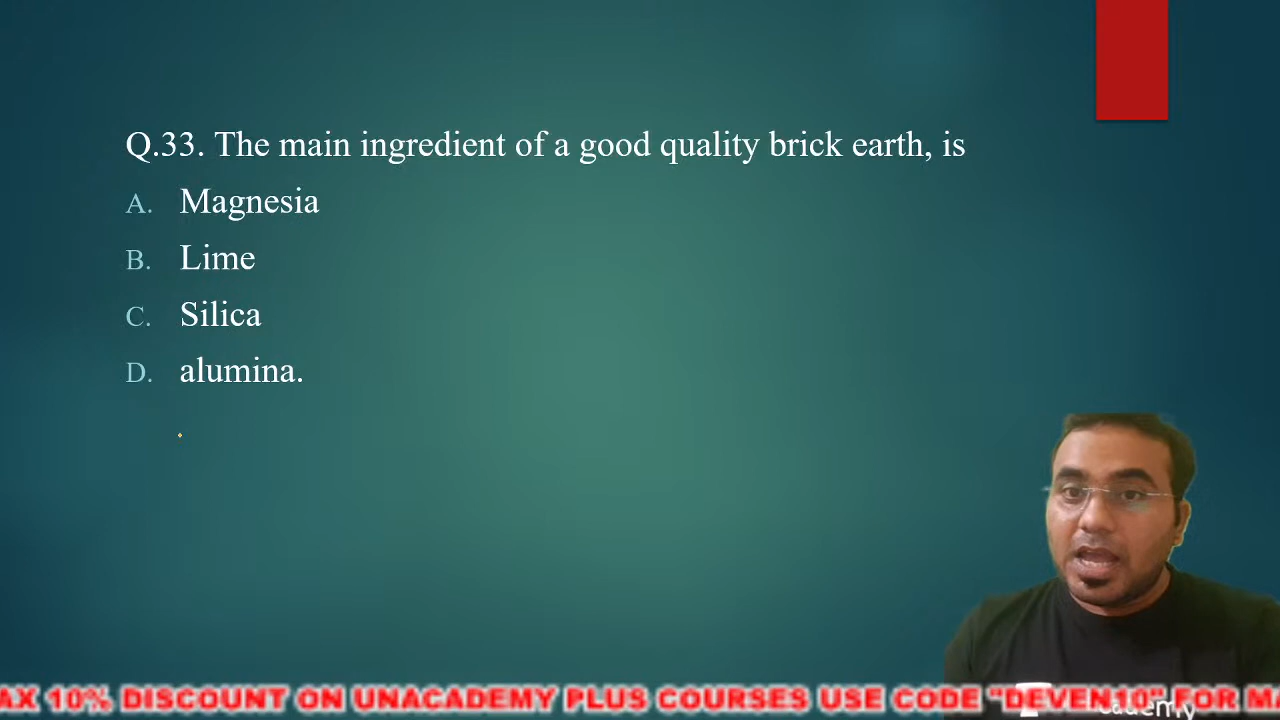 Q.33. The main ingredient of a good quality brick earth, is
A. Magnesia
B. Lime
C. Silica
D. alumina.
AX 10% DISCOUNT ON UNACADEMY PLUS COURSES USE CODE "DEVEN10" FOR